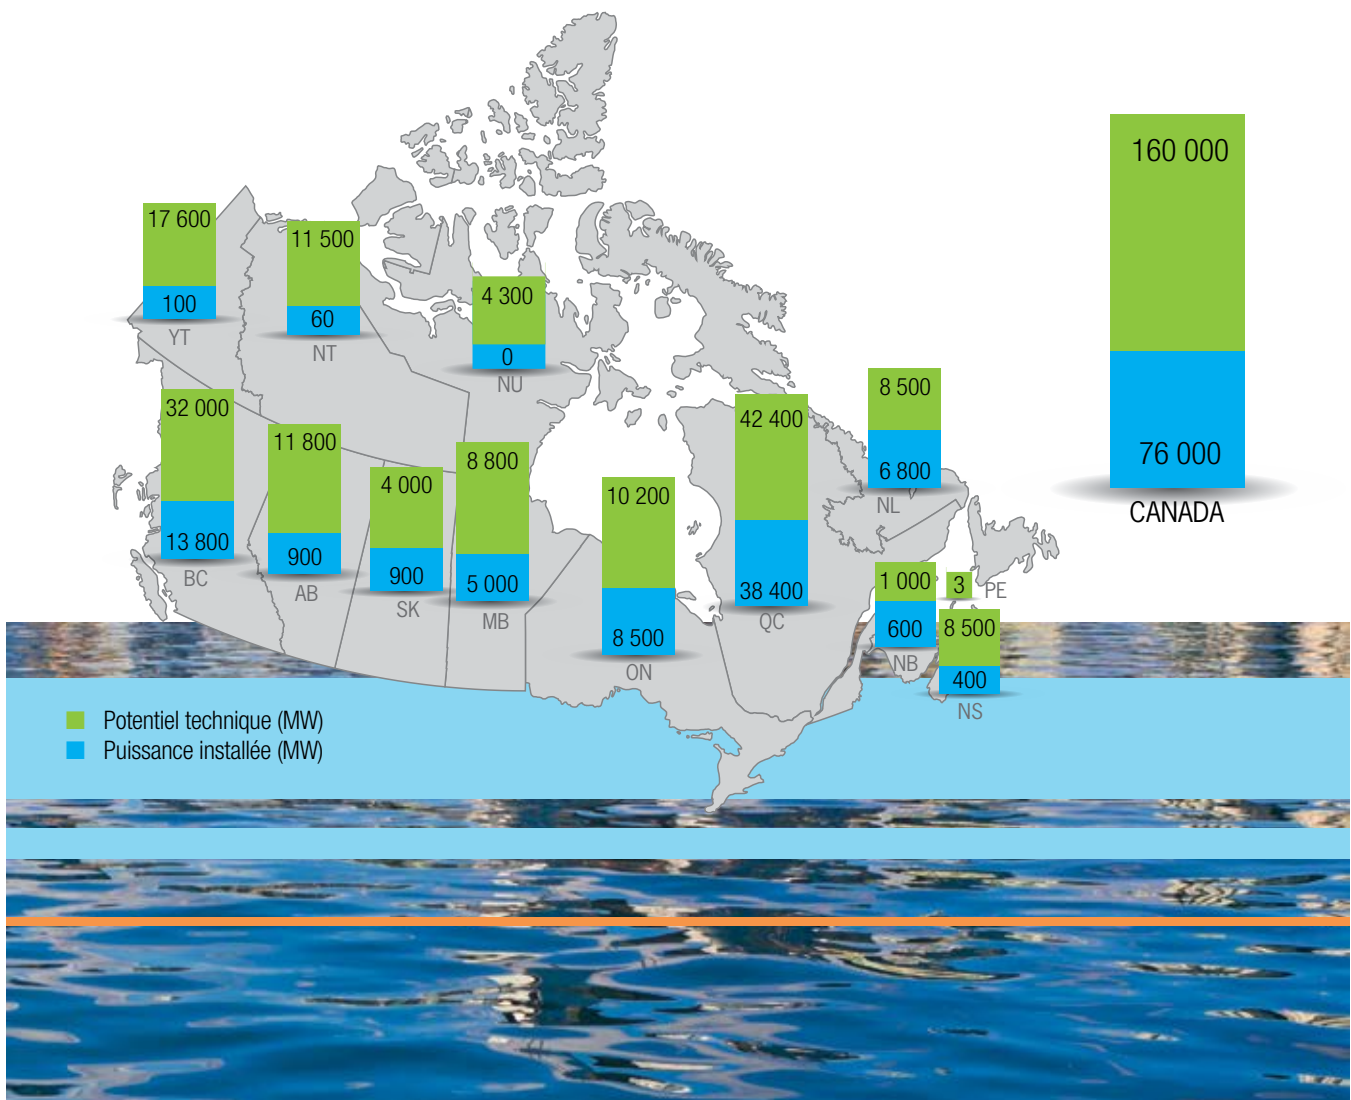 160 000
76 000
CANADA
17 600
100
YT
11 500
60
NT
4 300
0
NU
32 000
13 800
BC
11 800
900
AB
4 000
900
SK
8 800
5 000
MB
10 200
8 500
ON
42 400
38 400
QC
8 500
6 800
NL
1 000
600
NB
3
PE
8 500
400
NS
Potentiel technique (MW)
Puissance installée (MW)